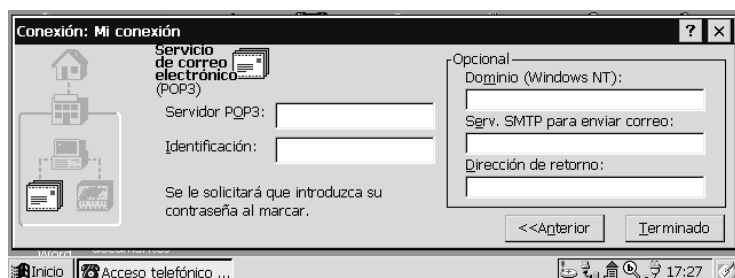 Conexión: Mi conexión
? ×
Servicio
de correo
electrónico
(POP3)
Servidor POP3:
Identificación:
Se le solicitará que introduzca su
contraseña al marcar.
Opcional
Dominio (Windows NT):
Serv. SMTP para enviar correo:
Dirección de retorno:
<<Anterior
Terminado
Word
Inicio
Acceso telefónico ...
17:27